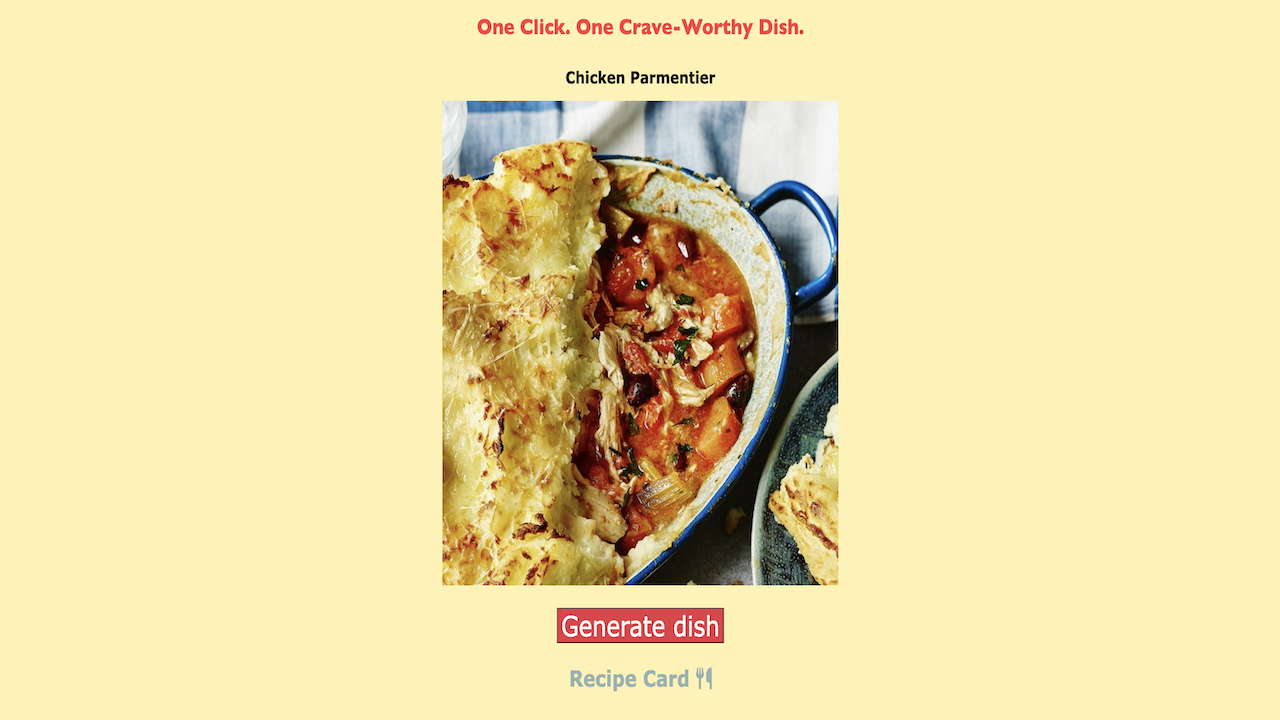 One Click. One Crave-Worthy Dish.
Chicken Parmentier
Generate dish
Recipe Card